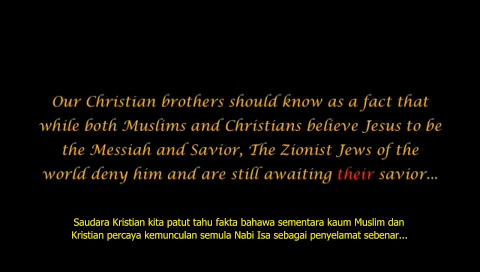 Our Christian brothers should know as a fact that
while both Muslims and Christians believe Jesus to be
the Messiah and Savior, The Zionist Jews of the
world deny him and are still awaiting their savior...
Saudara Kristian kita patut tahu fakta bahawa sementara kaum Muslim dan
Kristian percaya kemunculan semula Nabi Isa sebagai penyelamat sebenar...